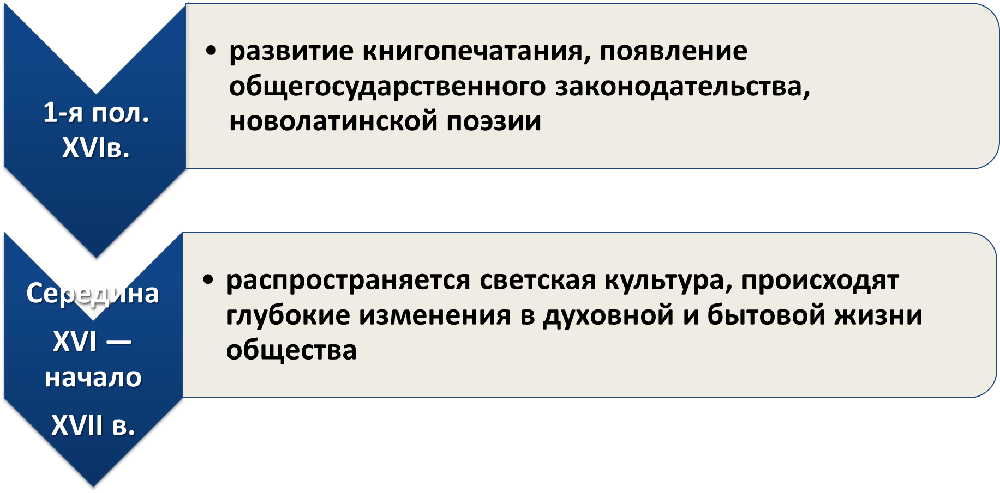 1-я пол.
XVIв.
• развитие книгопечатания, появление
общегосударственного законодательства,
новолатинской поэзии
Середина
XVI —
начало
XVII в.
• распространяется светская культура, происходят
глубокие изменения в духовной и бытовой жизни
общества